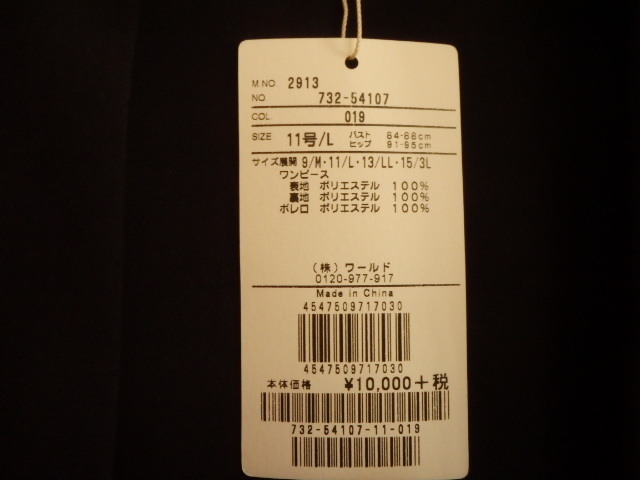 M.NO. 2913
NO 732-54107
COL. 019
SIZE 11号/L バスト 84-88cm
ヒップ 91-95cm
サイズ展開 9/M・11/L・13/LL・15/3L
ワンピース
表地 ポリエステル 100%
裏地 ポリエステル 100%
ボレロ ポリエステル 100%
(株)ワールド
0120-977-917
Made in China
4547509717030
4547509717030
本体価格 ¥10,000+税
732-54107-11-019